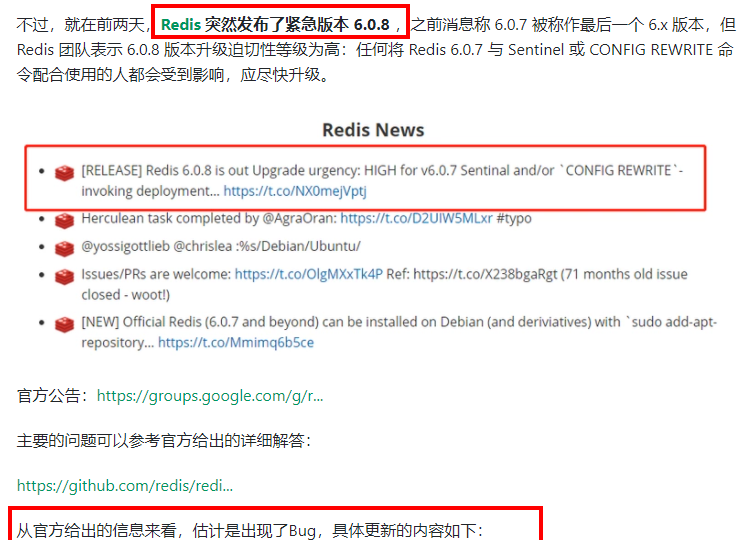 不过，就在前两天，Redis 突然发布了紧急版本 6.0.8 ，之前消息称 6.0.7 被称作最后一个 6.x 版本，但
Redis 团队表示 6.0.8 版本升级迫切性等级为高：任何将 Redis 6.0.7 与 Sentinel 或 CONFIG REWRITE 命
令配合使用的人都会受到影响，应尽快升级。
Redis News
[RELEASE] Redis 6.0.8 is out Upgrade urgency: HIGH for v6.0.7 Sentinal and/or `CONFIG REWRITE`-
invoking deployment... https://t.co/NX0mejVptj
Herculean task completed by @AgraOran: https://t.co/D2UIW5MLxr #typo
@yossigottlieb @chrislea :%s/Debian/Ubuntu/
Issues/PRs are welcome: https://t.co/OlgMXxTk4P Ref: https://t.co/X238bgaRgt (71 months old issue
closed - woot!)
[NEW] Official Redis (6.0.7 and beyond) can be installed on Debian (and deriviatives) with `sudo add-apt-
repository... https://t.co/Mmimq6b5ce
官方公告：https://groups.google.com/g/r...
主要的问题可以参考官方给出的详细解答：
https://github.com/redis/redi...
从官方给出的信息来看，估计是出现了Bug，具体更新的内容如下：